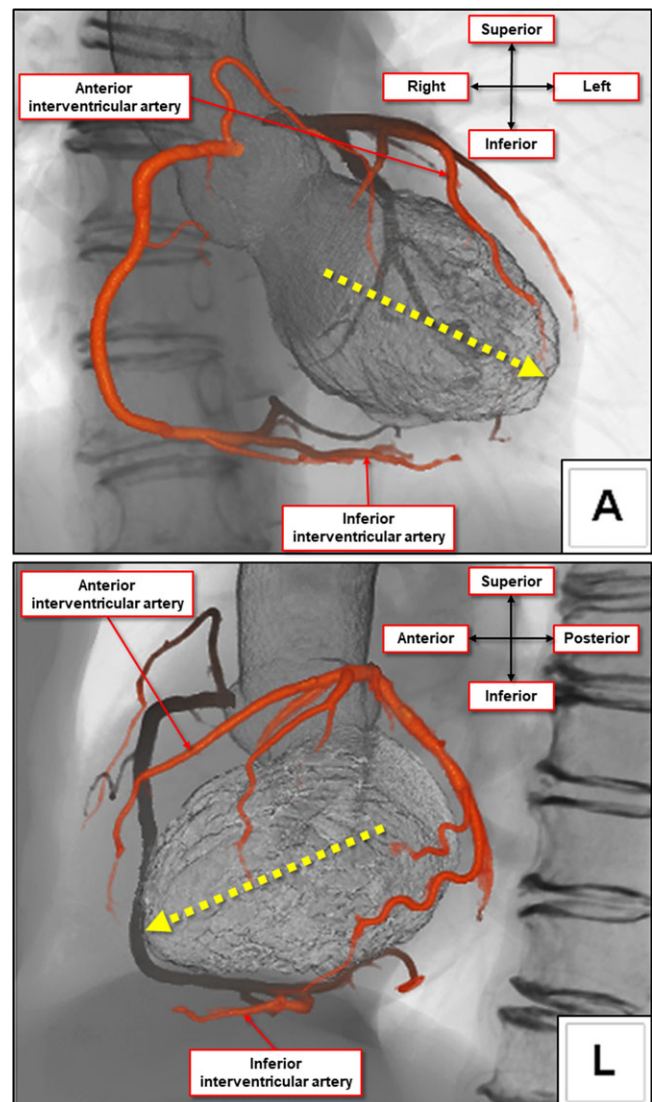 Superior
Anterior
interventricular artery
Right
Left
Inferior
Inferior
interventricular artery
A
Anterior
interventricular artery
Superior
Anterior
Posterior
Inferior
Inferior
interventricular artery
L